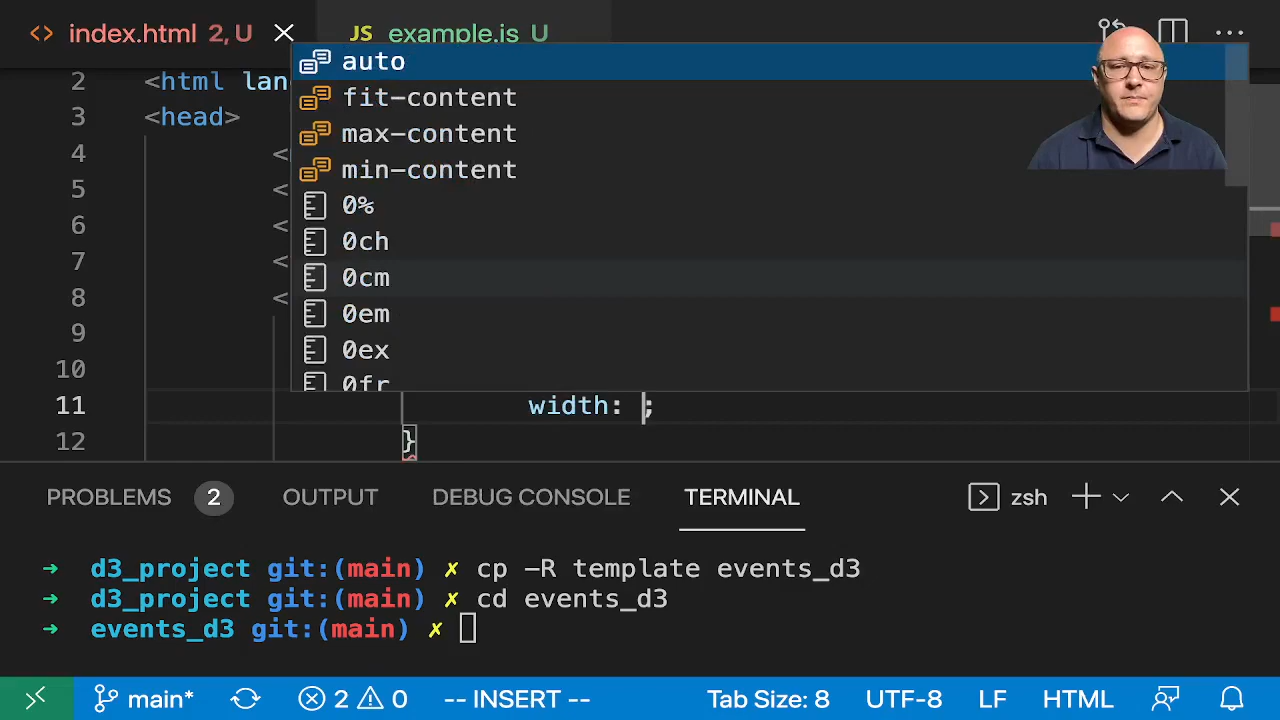 <> index.html 2, U × JS example.js U ...
auto
2 <html lan
3 <head>
fit-content
max-content
4 <
min-content
5 <
0%
6 <
0ch
7 <
0cm
8 <
0em
9
0ex
10
0fr
11 width: ;
12 }
PROBLEMS 2 OUTPUT DEBUG CONSOLE TERMINAL zsh
→ d3_project git:(main) ✗ cp -R template events_d3
→ d3_project git:(main) ✗ cd events_d3
→ events_d3 git:(main) ✗
main* 2 0 -- INSERT -- Tab Size: 8 UTF-8 LF HTML